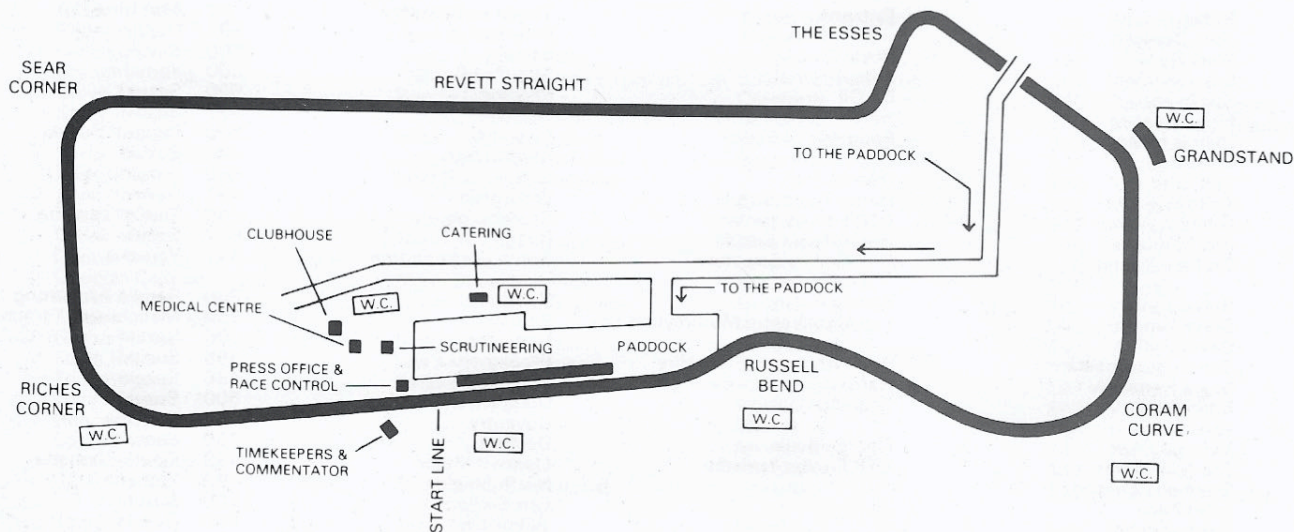 THE ESSES
SEAR
CORNER
REVETT STRAIGHT
W.C.
GRANDSTAND
TO THE PADDOCK
CLUBHOUSE
CATERING
W.C.
W.C.
TO THE PADDOCK
MEDICAL CENTRE
SCRUTINEERING
PADDOCK
PRESS OFFICE &
RACE CONTROL
RUSSELL
BEND
RICHES
CORNER
W.C.
W.C.
CORAM
CURVE
TIMEKEEPERS &
COMMENTATOR
START LINE
W.C.
W.C.